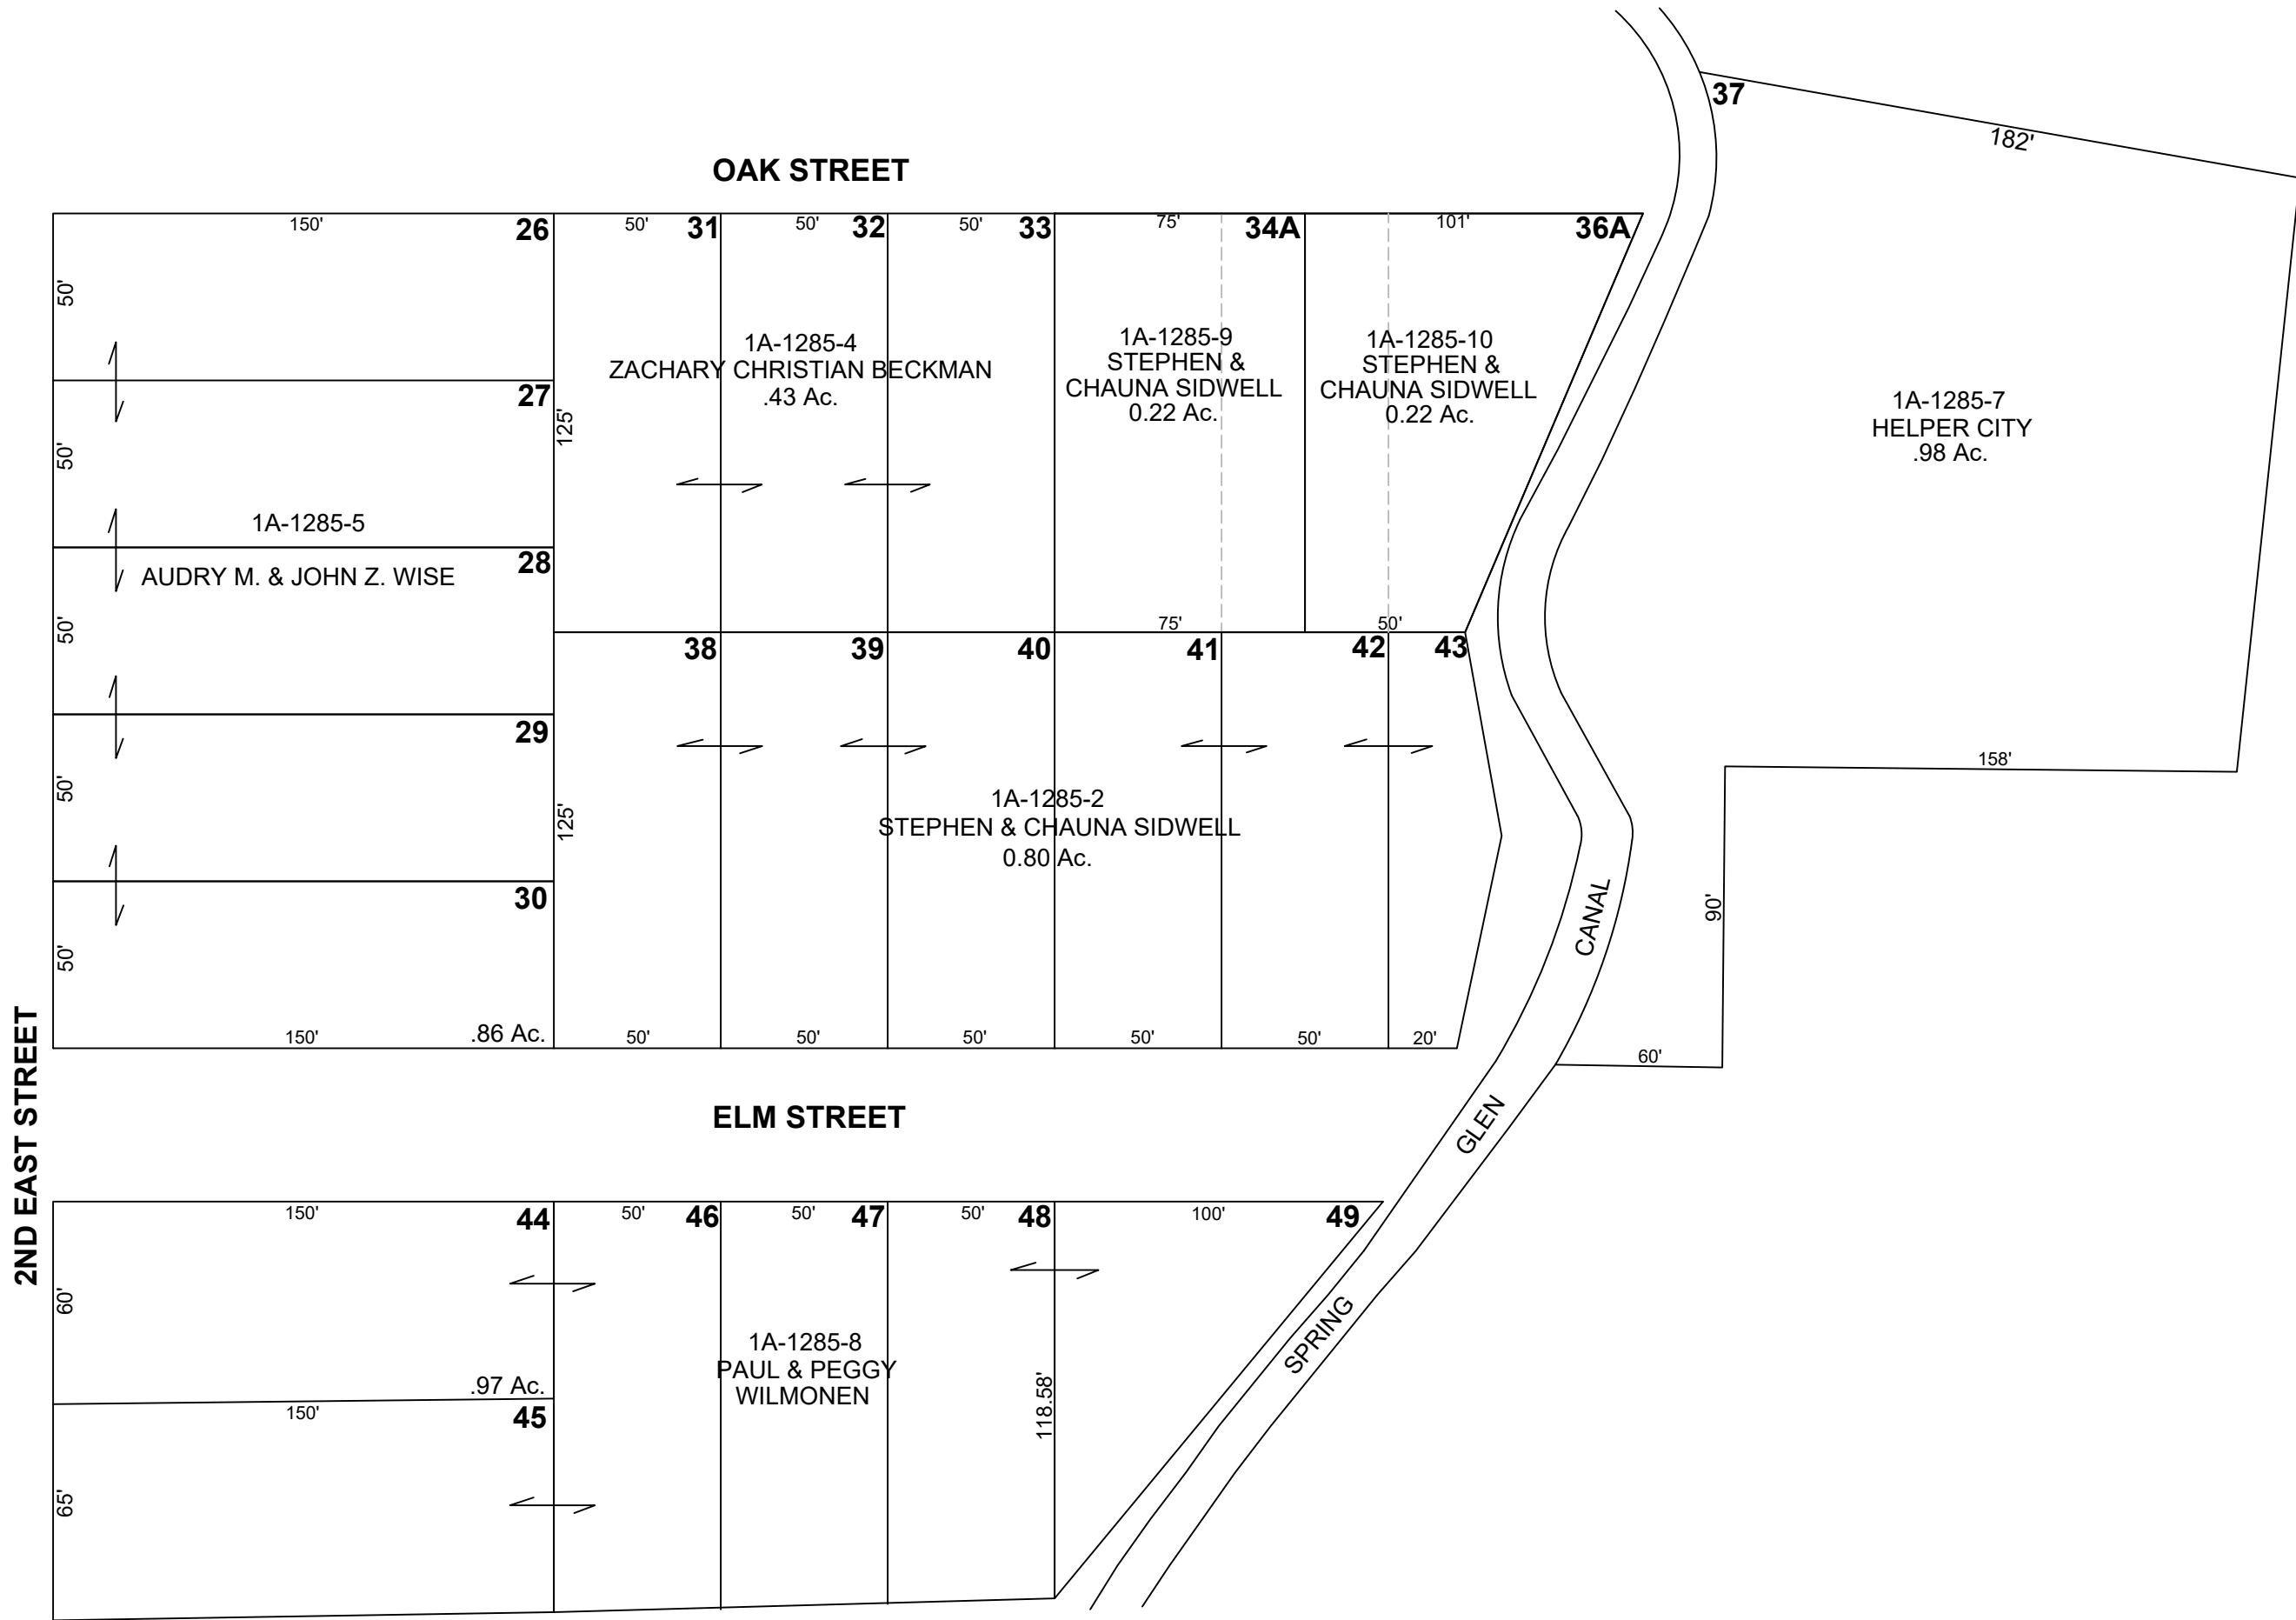 37
182'
OAK STREET
150'
26
50'
31
50'
32
50'
33
75'
34A
101'
36A
50'
1A-1285-4
ZACHARY CHRISTIAN BECKMAN
.43 Ac.
1A-1285-9
STEPHEN &
CHAUNA SIDWELL
0.22 Ac.
1A-1285-10
STEPHEN &
CHAUNA SIDWELL
0.22 Ac.
1A-1285-7
HELPER CITY
.98 Ac.
27
125'
50'
1A-1285-5
28
AUDRY M. & JOHN Z. WISE
50'
75'
50'
38
39
40
41
42
43
29
50'
125'
1A-1285-2
STEPHEN & CHAUNA SIDWELL
0.80 Ac.
158'
30
50'
90'
CANAL
150'
.86 Ac.
50'
50'
50'
50'
50'
20'
60'
2ND EAST STREET
ELM STREET
GLEN
150'
44
50'
46
50'
47
50'
48
100'
49
60'
SPRING
1A-1285-8
PAUL & PEGGY
WILMONEN
.97 Ac.
118.58'
150'
45
65'